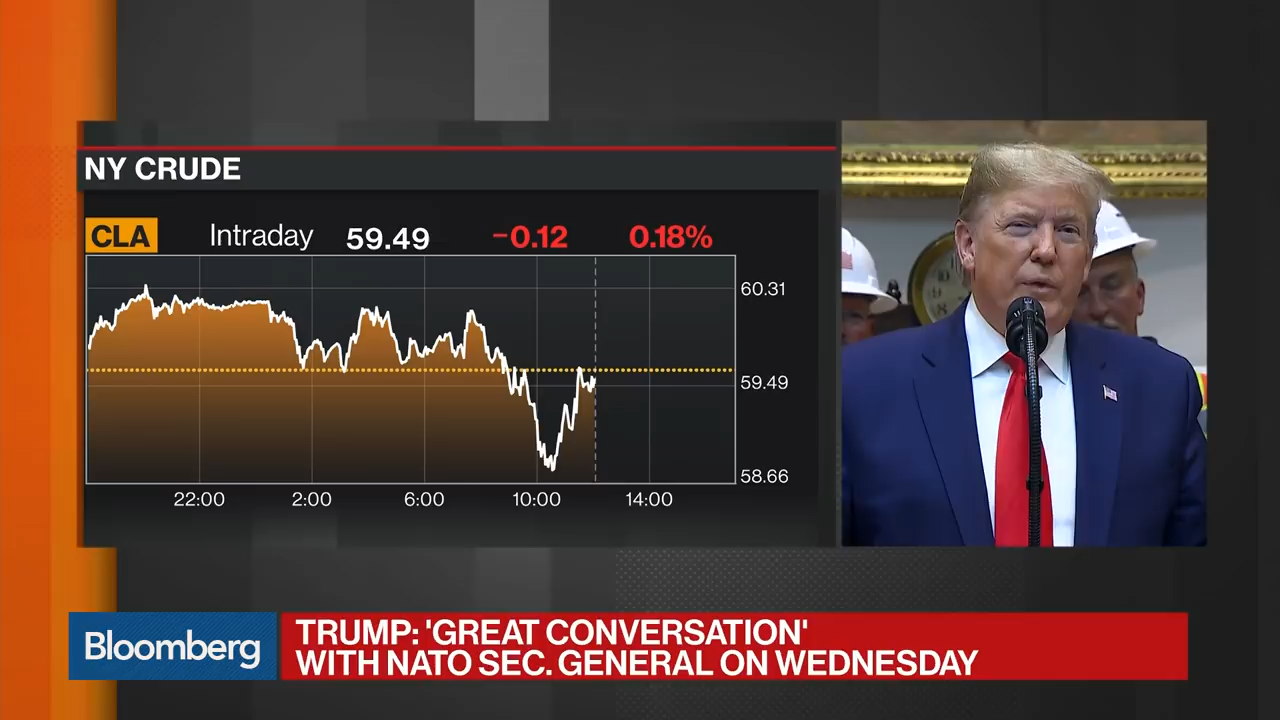 NY CRUDE
CLA Intraday 59.49 −0.12 0.18%
60.31
59.49
58.66
22:00 2:00 6:00 10:00 14:00
Bloomberg
TRUMP: 'GREAT CONVERSATION'
WITH NATO SEC. GENERAL ON WEDNESDAY